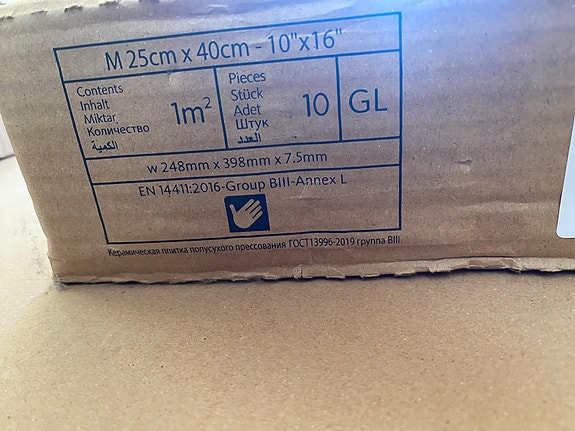 M 25cm x 40cm - 10"x16"
Contents
Inhalt
Miktar
Количество
الكمية
1m²
Pieces
Stück
Adet
Штук
العدد
10
GL
w 248mm x 398mm x 7.5mm
EN 14411:2016-Group BIII-Annex L
Керамическая плитка попусухого прессования ГОСТ13996-2019 группа BIII